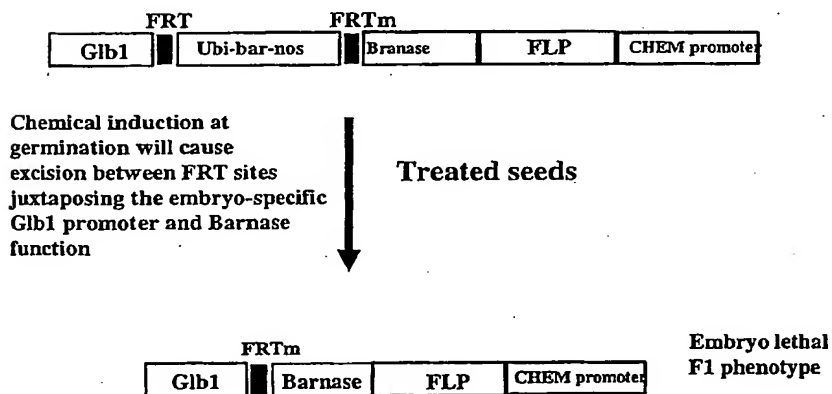 FRT FRTm
Glb1 Ubi-bar-nos Branase FLP CHEM promoter
Chemical induction at
germination will cause
excision between FRT sites
juxtaposing the embryo-specific
Glb1 promoter and Barnase
function
Treated seeds
FRTm
Glb1 Barnase FLP CHEM promoter
Embryo lethal
F1 phenotype